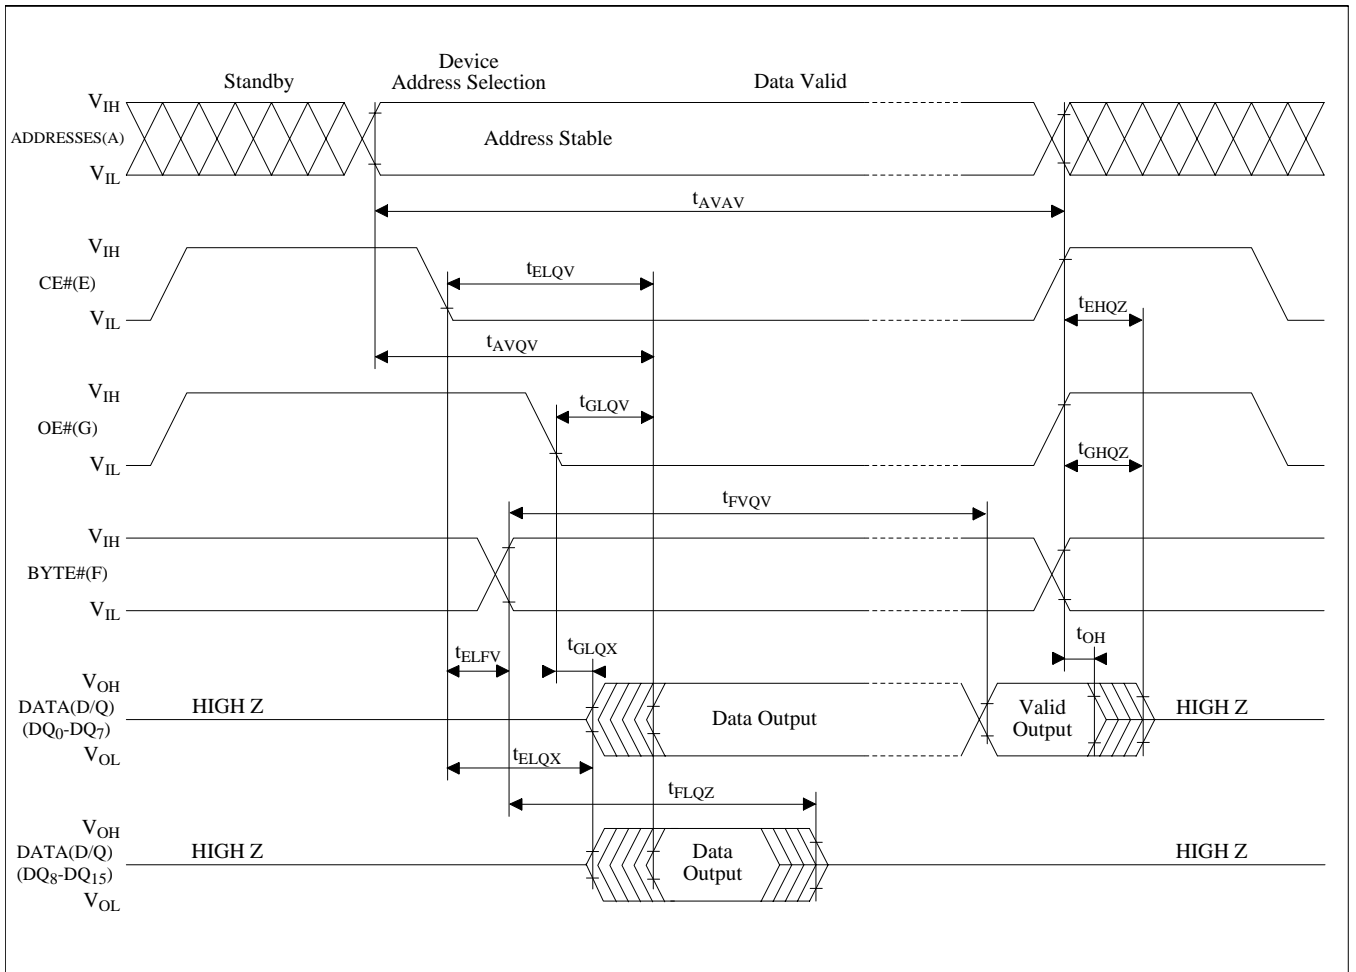 Device
Standby Address Selection Data Valid
VIH
ADDRESSES(A) Address Stable
VIL
tAVAV
VIH
tELQV
CE#(E)
tEHQZ
VIL
tAVQV
VIH
tGLQV
OE#(G)
tGHQZ
VIL
tFVQV
VIH
BYTE#(F)
VIL
tELFV tGLQX tOH
VOH
DATA(D/Q) HIGH Z Data Output Valid HIGH Z
(DQ0-DQ7) Output
VOL
tELQX
tFLQZ
VOH
DATA(D/Q) HIGH Z Data HIGH Z
(DQ8-DQ15) Output
VOL